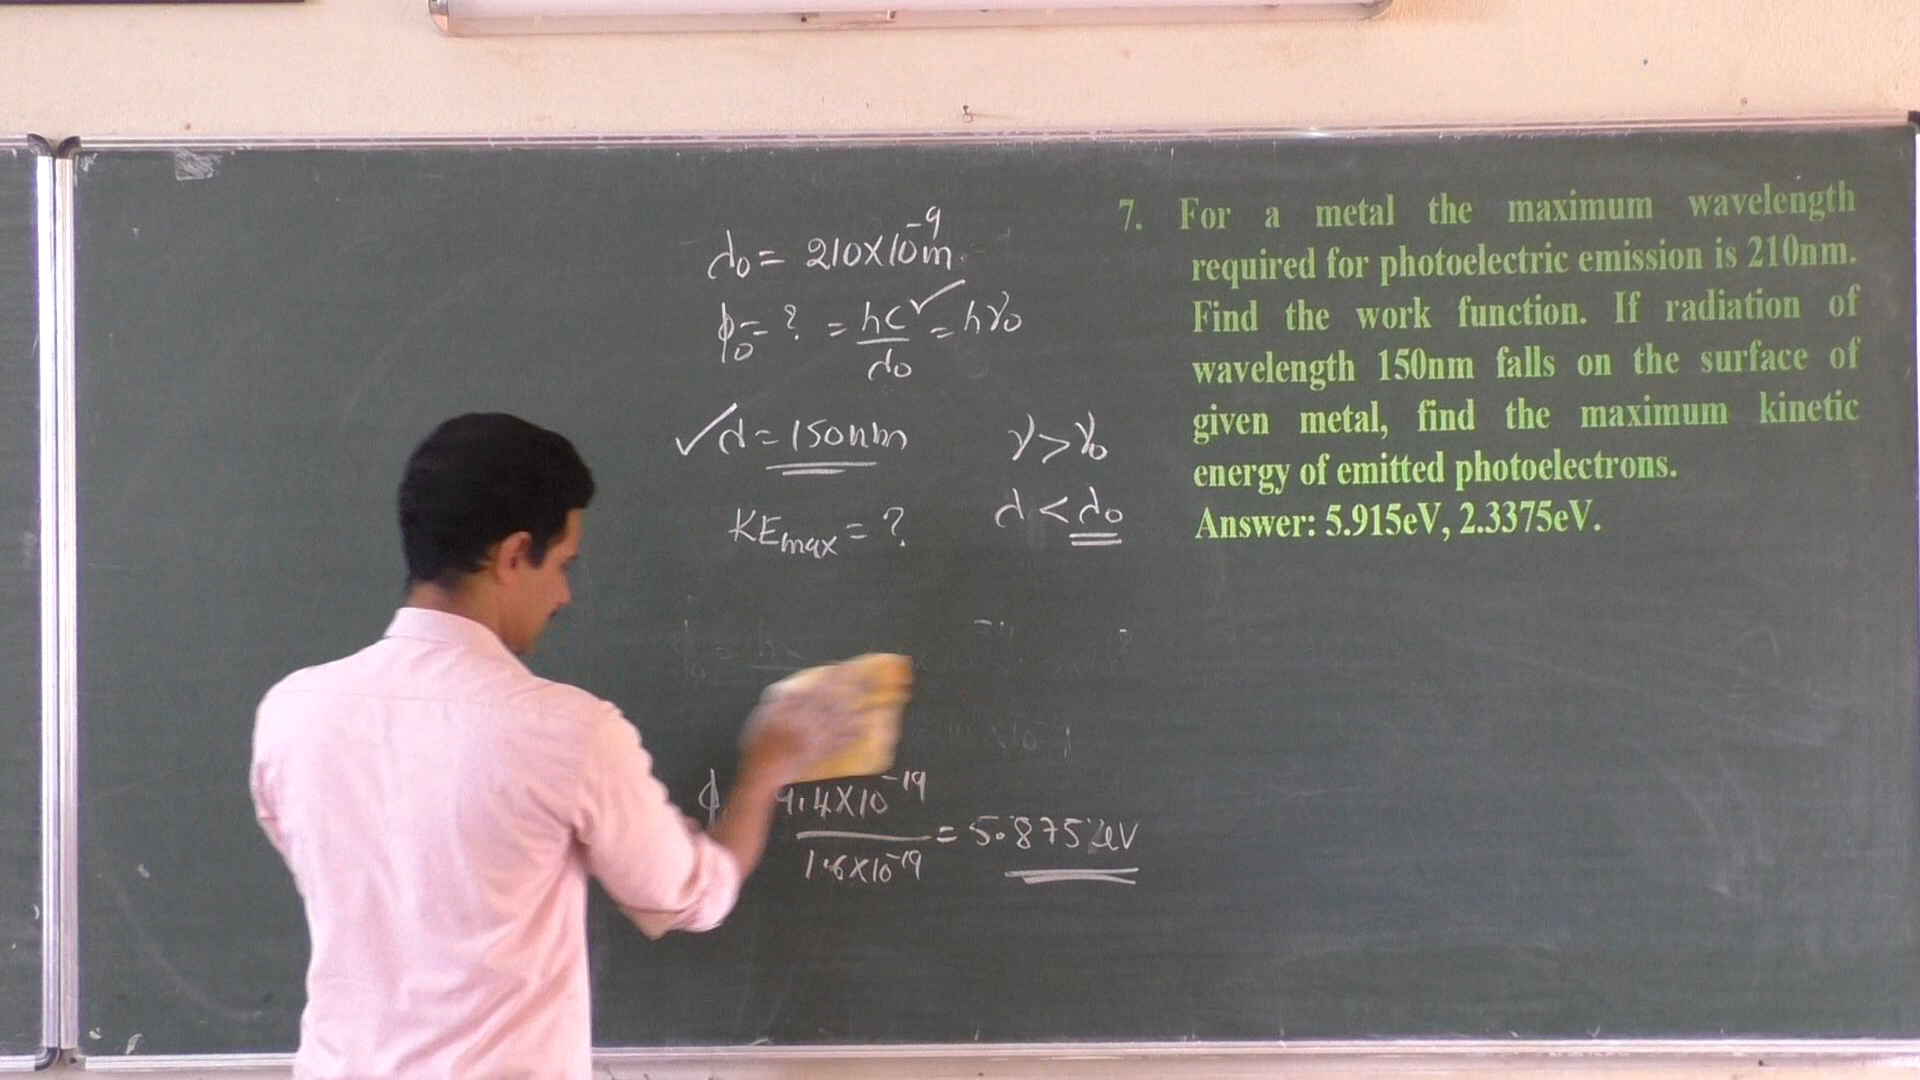 λ₀ = 210×10⁻⁹m.
ϕ₀ = ? = hc/λ₀ = hγ₀
✓ λ = 150nm γ > γ₀
KEmax = ? λ < λ₀
9.4×10⁻¹⁹
= 5.875 eV
1.6×10⁻¹⁹
7. For a metal the maximum wavelength
required for photoelectric emission is 210nm.
Find the work function. If radiation of
wavelength 150nm falls on the surface of
given metal, find the maximum kinetic
energy of emitted photoelectrons.
Answer: 5.915eV, 2.3375eV.